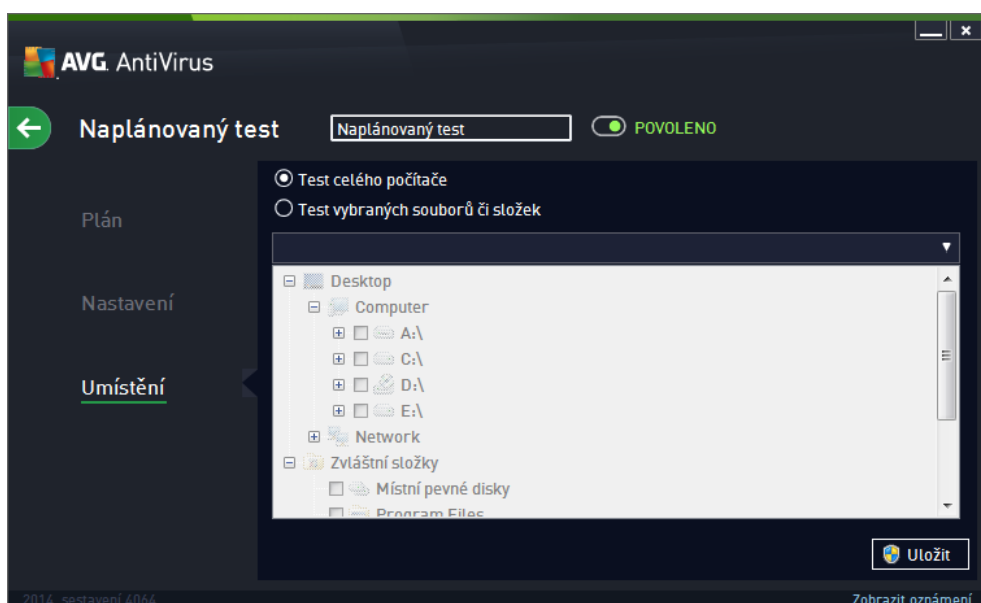 AVG. AntiVirus
Naplánovaný test
Naplánovaný test
POVOLENO
Plán
Nastavení
Umístění
Test celého počítače
Test vybraných souborů či složek
Desktop
Computer
A:\
C:\
D:\
E:\
Network
Zvláštní složky
Místní pevné disky
Program Files
Uložit
2014 sestavení 4064
Zobrazit oznámení